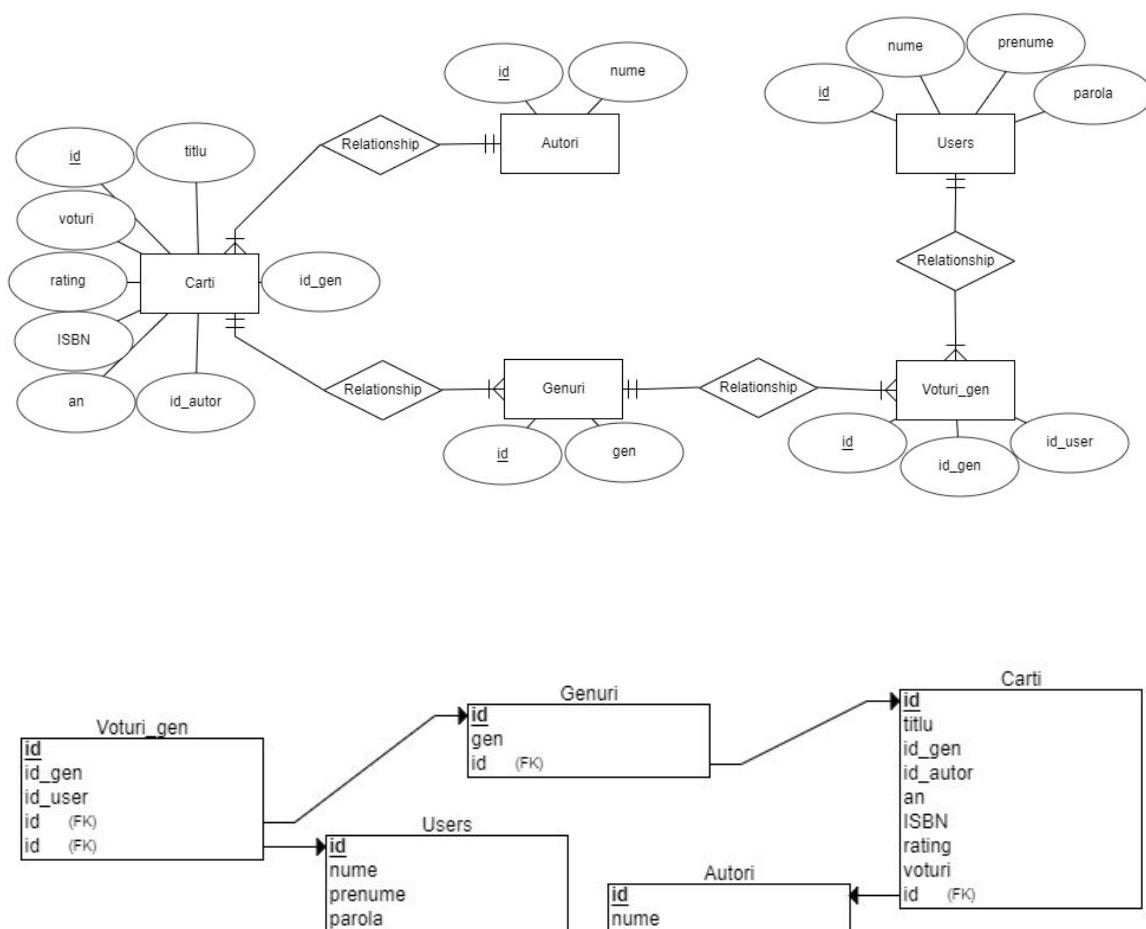 id
nume
Relationship
Autori
nume
prenume
id
parola
Users
id
titlu
voturi
rating
Carti
id_gen
ISBN
an
id_autor
Relationship
Relationship
Genuri
id
gen
Relationship
Voturi_gen
id
id_gen
id_user
Voturi_gen
id
id_gen
id_user
id (FK)
id (FK)
Genuri
id
gen
id (FK)
Users
id
nume
prenume
parola
Autori
id
nume
Carti
id
titlu
id_gen
id_autor
an
ISBN
rating
voturi
id (FK)